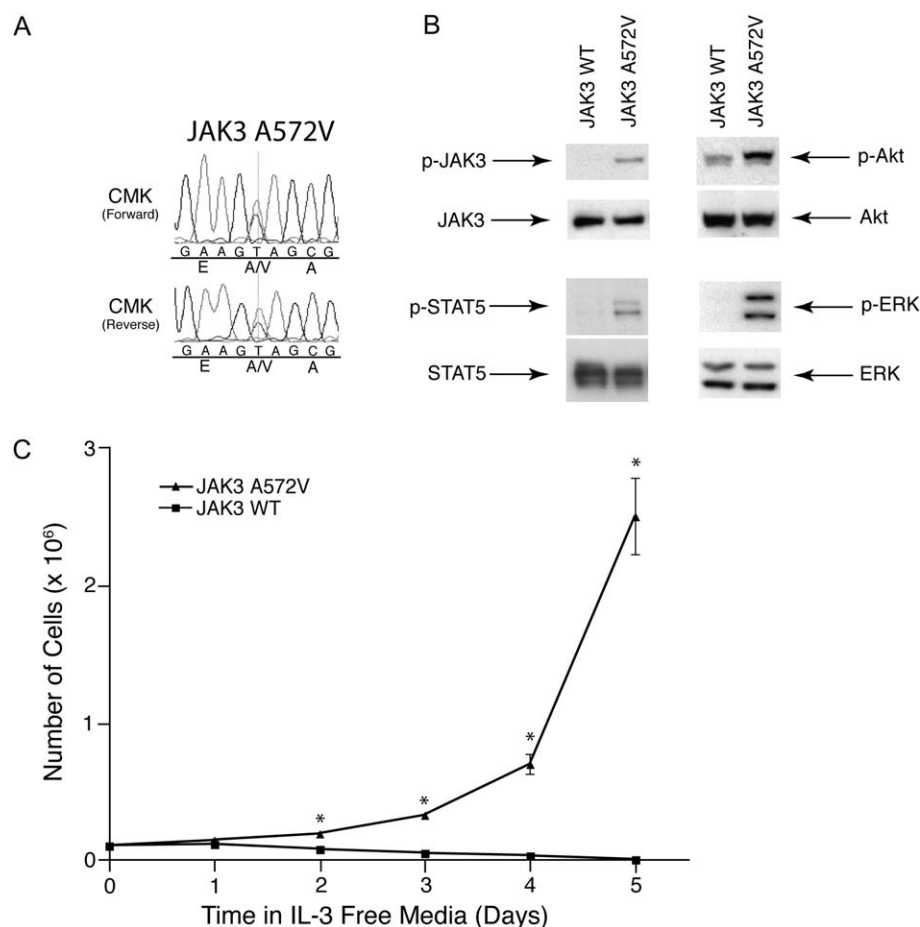 A
JAK3 A572V
CMK
(Forward)
G A A G T A G C G
E A/V A
CMK
(Reverse)
G A A G T A G C G
E A/V A
B
JAK3 WT
JAK3 A572V
JAK3 WT
JAK3 A572V
p-JAK3
p-Akt
JAK3
Akt
p-STAT5
p-ERK
STAT5
ERK
C
3
2
1
0
Number of Cells (x 10⁶)
JAK3 A572V
JAK3 WT
*
*
*
*
0 1 2 3 4 5
Time in IL-3 Free Media (Days)